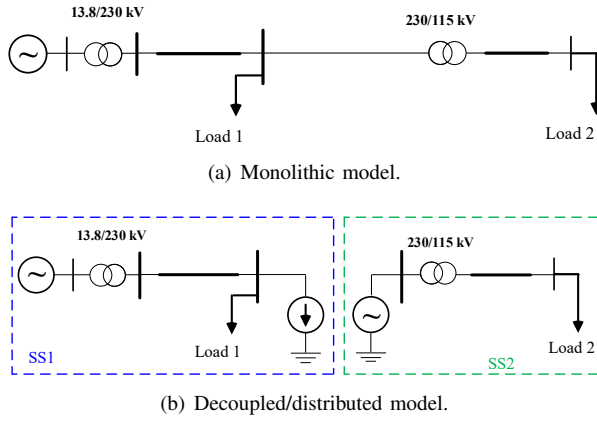 13.8/230 kV
230/115 kV
Load 1
Load 2
(a) Monolithic model.
13.8/230 kV
230/115 kV
Load 1
Load 2
SS1
SS2
(b) Decoupled/distributed model.